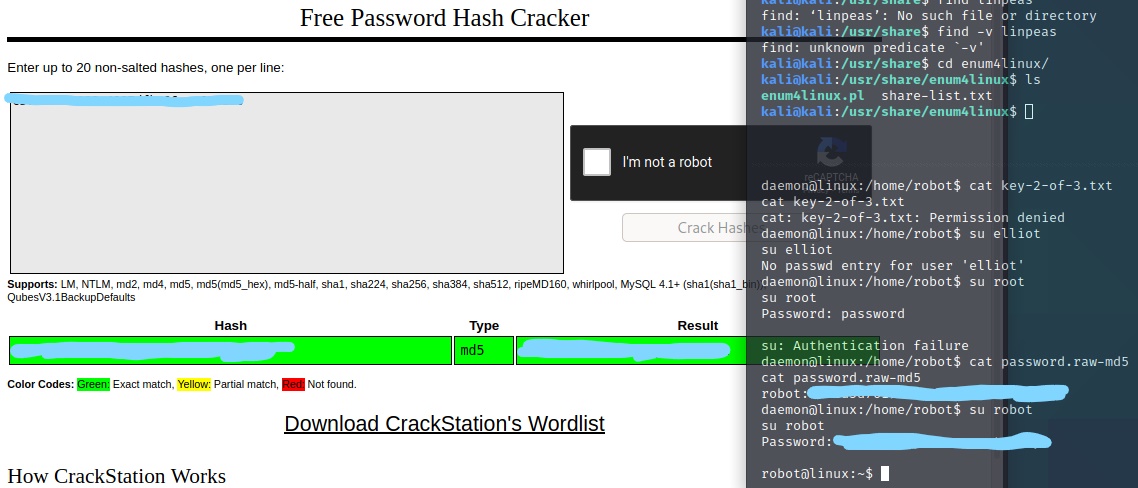 Free Password Hash Cracker
Enter up to 20 non-salted hashes, one per line:
I'm not a robot
reCAPTCHA
Crack Hashes
Supports: LM, NTLM, md2, md4, md5, md5(md5_hex), md5-half, sha1, sha224, sha256, sha384, sha512, ripeMD160, whirlpool, MySQL 4.1+ (sha1(sha1_bin)),
QubesV3.1BackupDefaults
Hash Type Result
md5
Color Codes: Green: Exact match, Yellow: Partial match, Red: Not found.
Download CrackStation's Wordlist
How CrackStation Works
kali@kali:/usr/share$ find linpeas
find: ‘linpeas’: No such file or directory
kali@kali:/usr/share$ find -v linpeas
find: unknown predicate `-v'
kali@kali:/usr/share$ cd enum4linux/
kali@kali:/usr/share/enum4linux$ ls
enum4linux.pl share-list.txt
kali@kali:/usr/share/enum4linux$
daemon@linux:/home/robot$ cat key-2-of-3.txt
cat key-2-of-3.txt
cat: key-2-of-3.txt: Permission denied
daemon@linux:/home/robot$ su elliot
su elliot
No passwd entry for user 'elliot'
daemon@linux:/home/robot$ su root
su root
Password: password
su: Authentication failure
daemon@linux:/home/robot$ cat password.raw-md5
cat password.raw-md5
robot:
daemon@linux:/home/robot$ su robot
su robot
Password:
robot@linux:~$